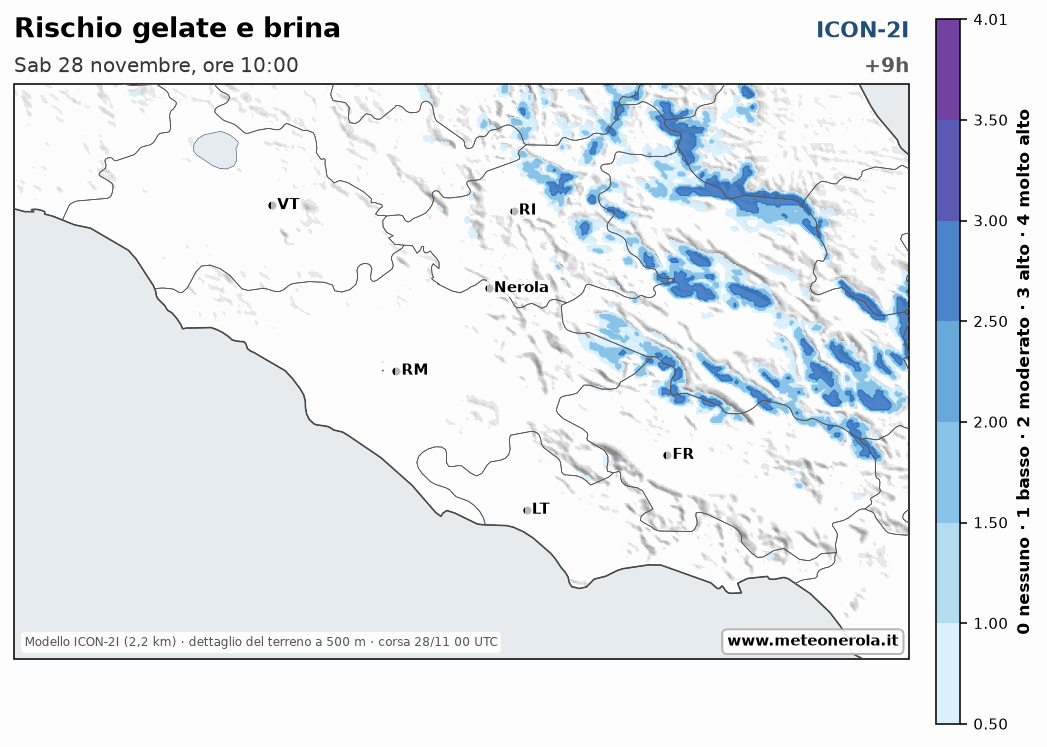 Rischio gelate e brina
ICON-2I
Sab 28 novembre, ore 10:00
+9h
VT
RI
Nerola
RM
FR
LT
Modello ICON-2I (2,2 km) · dettaglio del terreno a 500 m · corsa 28/11 00 UTC
www.meteonerola.it
4.01
3.50
3.00
2.50
2.00
1.50
1.00
0.50
0 nessuno · 1 basso · 2 moderato · 3 alto · 4 molto alto